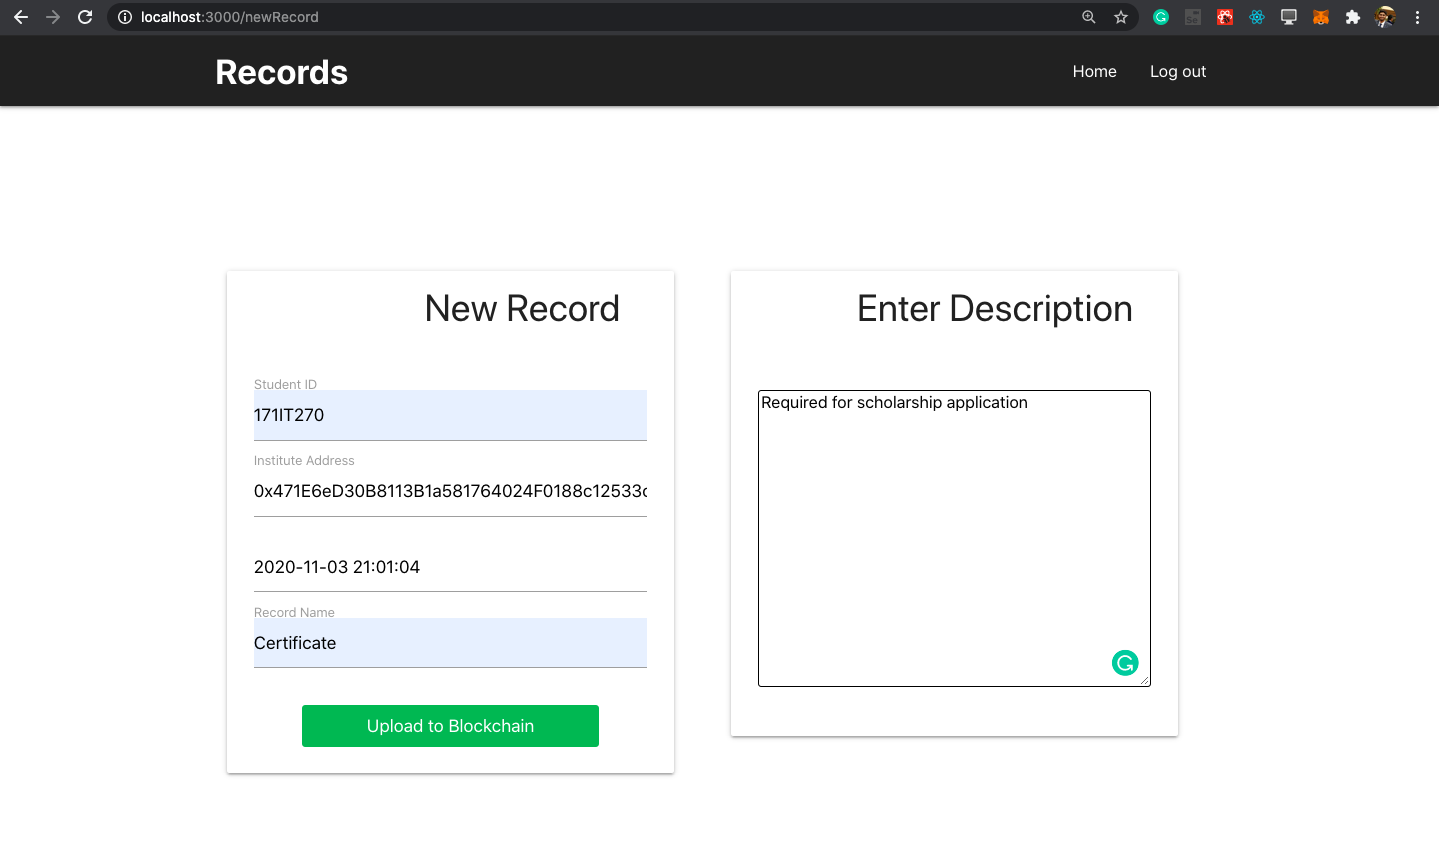 localhost:3000/newRecord
Records
Home
Log out
New Record
Student ID
171IT270
Institute Address
0x471E6eD30B8113B1a581764024F0188c12533
2020-11-03 21:01:04
Record Name
Certificate
Upload to Blockchain
Enter Description
Required for scholarship application